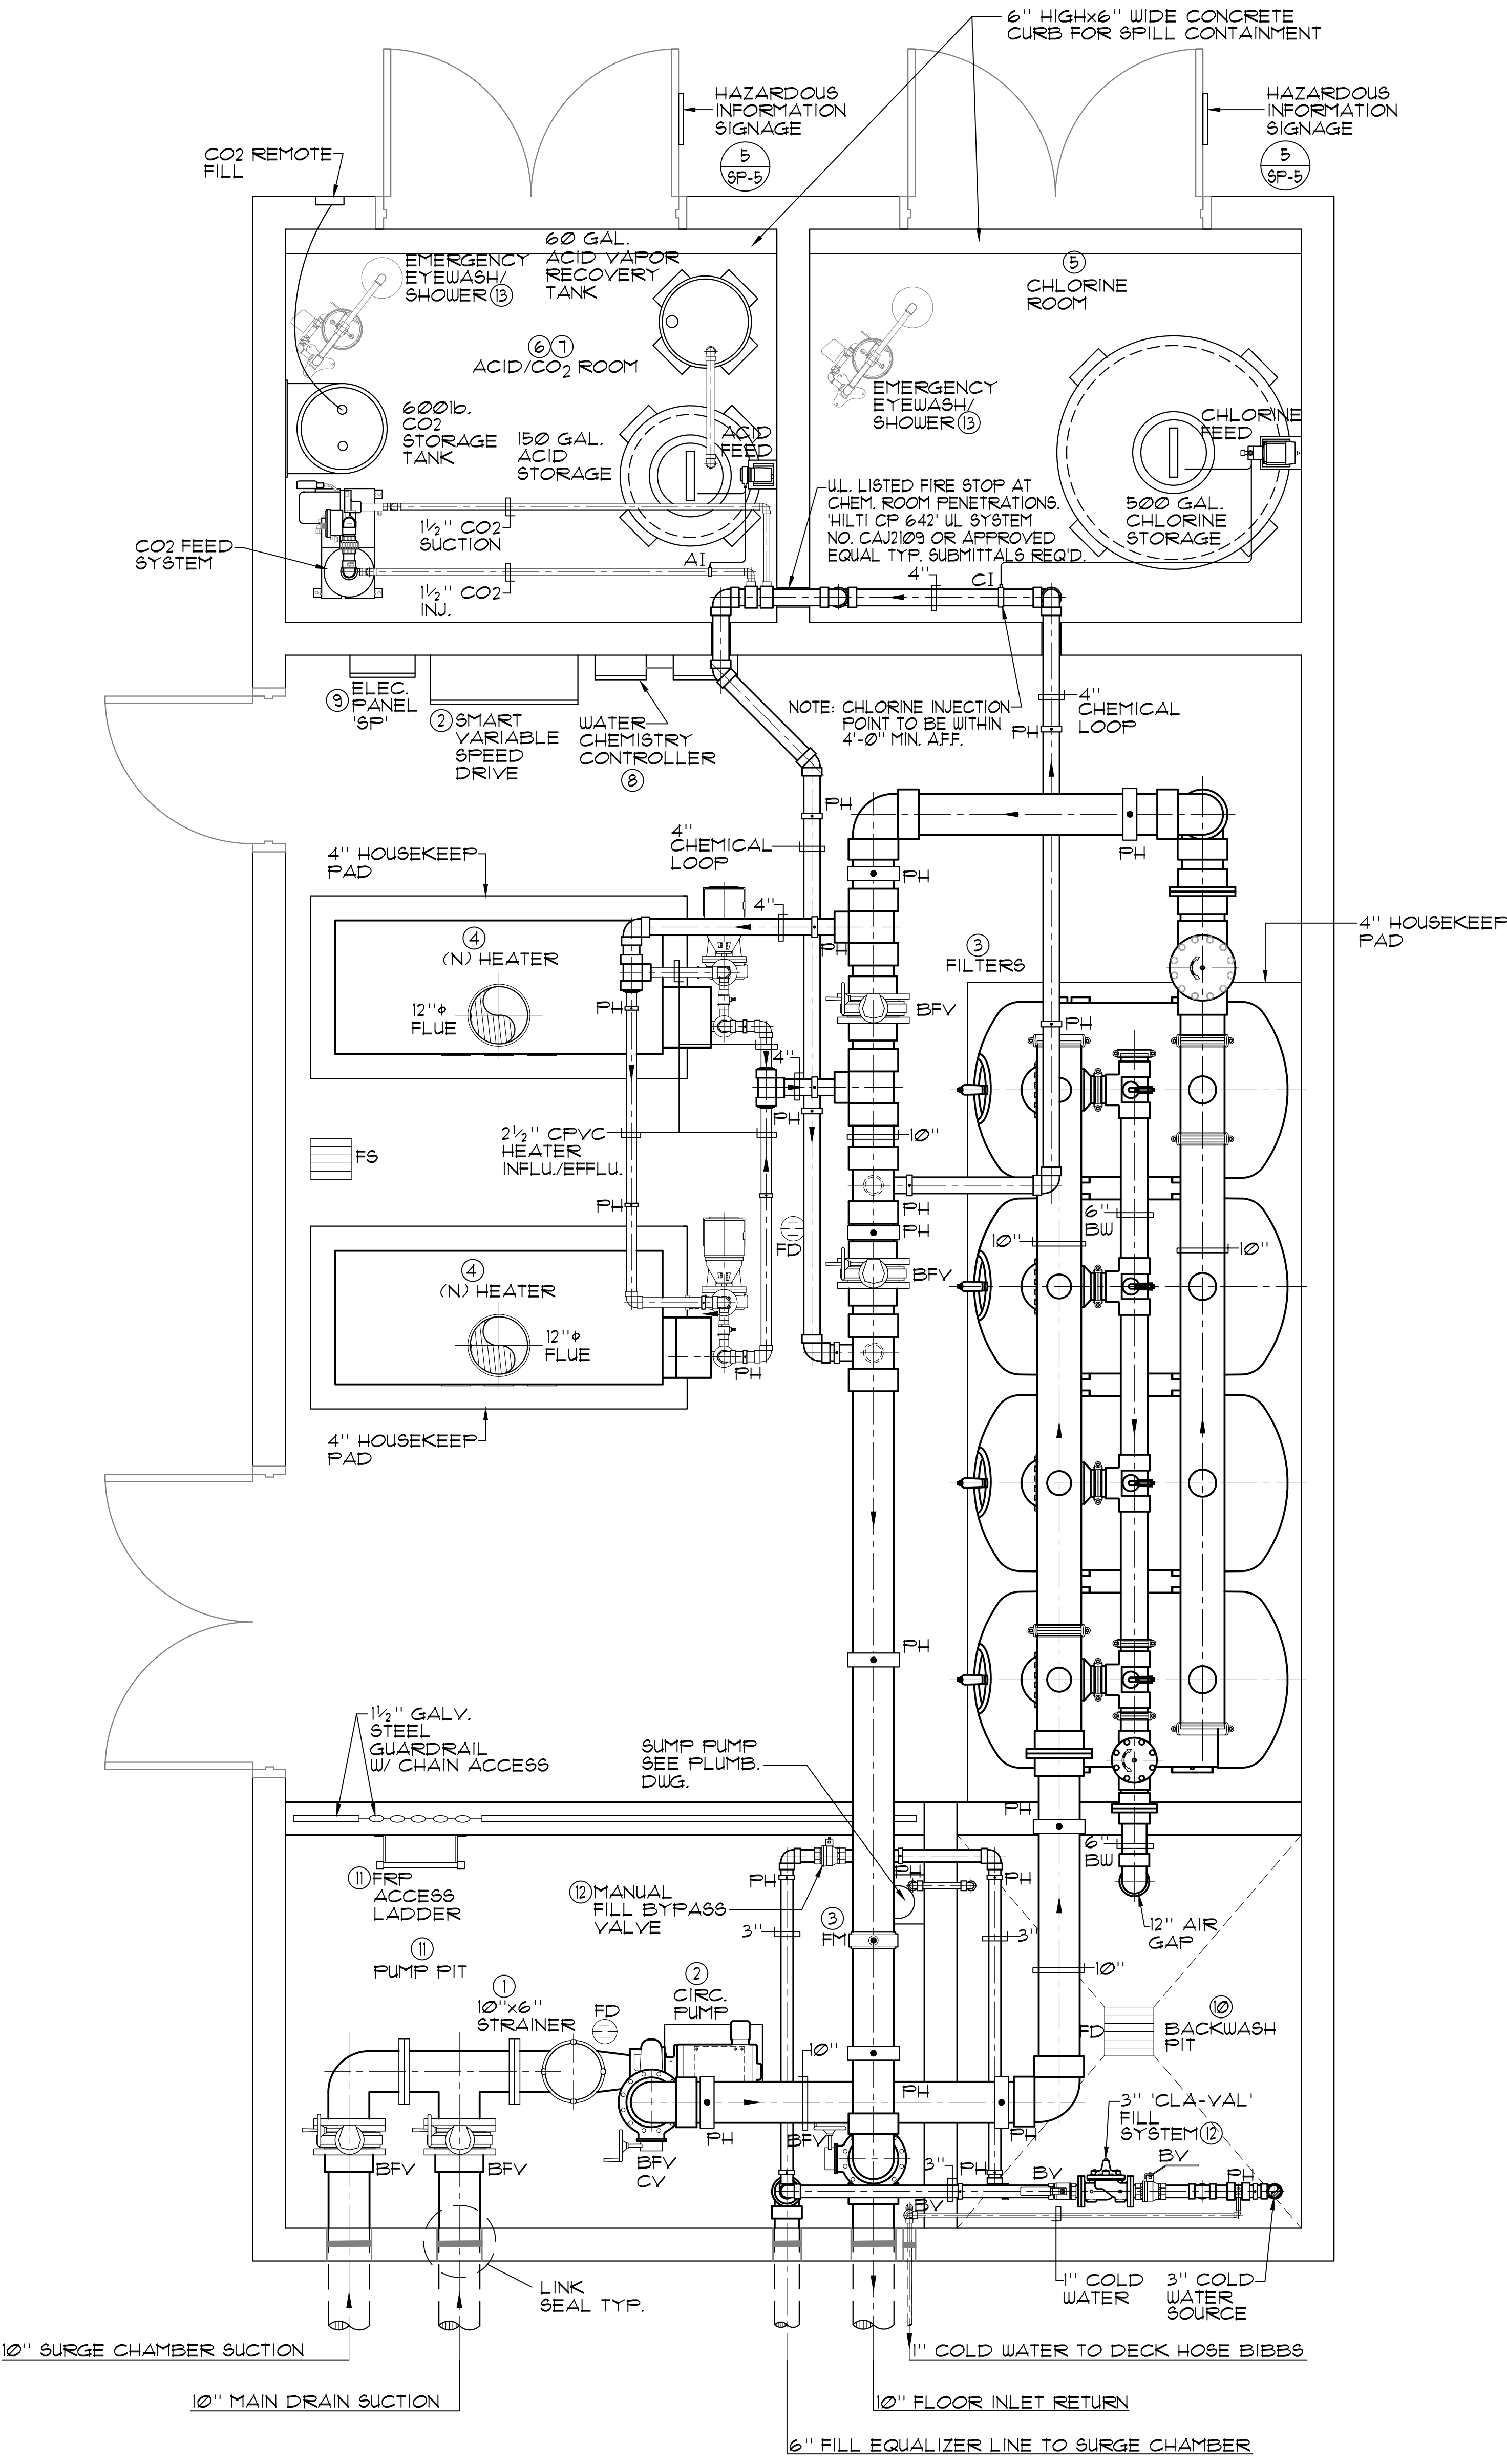 6" HIGHx6" WIDE CONCRETE
CURB FOR SPILL CONTAINMENT
HAZARDOUS
INFORMATION
SIGNAGE
5
SP-5
HAZARDOUS
INFORMATION
SIGNAGE
5
SP-5
CO2 REMOTE
FILL
EMERGENCY
EYEWASH/
SHOWER 13
60 GAL.
ACID VAPOR
RECOVERY
TANK
5
CHLORINE
ROOM
6 7
ACID/CO2 ROOM
EMERGENCY
EYEWASH/
SHOWER 13
600lb.
CO2
STORAGE
TANK
150 GAL.
ACID
STORAGE
ACID
FEED
CHLORINE
FEED
500 GAL.
CHLORINE
STORAGE
U.L. LISTED FIRE STOP AT
CHEM. ROOM PENETRATIONS.
'HILTI CP 642' UL SYSTEM
NO. CAJ2109 OR APPROVED
EQUAL TYP. SUBMITTALS REQ'D.
CO2 FEED
SYSTEM
1½" CO2
SUCTION
1½" CO2
INJ.
AI
4"
CI
9 ELEC.
PANEL
'SP'
2 SMART
VARIABLE
SPEED
DRIVE
WATER
CHEMISTRY
CONTROLLER
8
NOTE: CHLORINE INJECTION
POINT TO BE WITHIN
4'-0" MIN. A.F.F.
4"
CHEMICAL
LOOP
PH
PH
4"
CHEMICAL
LOOP
PH
PH
4" HOUSEKEEP
PAD
4"
PH
4" HOUSEKEEP
PAD
4
(N) HEATER
12"ϕ
FLUE
PH
BFV
3
FILTERS
PH
4"
PH
10"
2½" CPVC
HEATER
INFLU./EFFLU.
FS
PH
PH
PH
FD
BFV
6"
BW
10"
10"
4
(N) HEATER
12"ϕ
FLUE
PH
4" HOUSEKEEP
PAD
PH
1½" GALV.
STEEL
GUARDRAIL
W/ CHAIN ACCESS
SUMP PUMP
SEE PLUMB.
DWG.
PH
6"
BW
11 FRP
ACCESS
LADDER
12 MANUAL
FILL BYPASS
VALVE
PH
PH
PH
3"
3
FM
3"
12" AIR
GAP
11
PUMP PIT
10"
1
10"x6"
STRAINER
FD
2
CIRC.
PUMP
10"
FD
10
BACKWASH
PIT
PH
PH
PH
BFV
BFV
BFV
CV
BFV
3"
PH
BV
3" 'CLA-VAL'
FILL
SYSTEM 12
BV
PH
BV
LINK
SEAL TYP.
1" COLD
WATER
3" COLD
WATER
SOURCE
10" SURGE CHAMBER SUCTION
1" COLD WATER TO DECK HOSE BIBBS
10" MAIN DRAIN SUCTION
10" FLOOR INLET RETURN
6" FILL EQUALIZER LINE TO SURGE CHAMBER